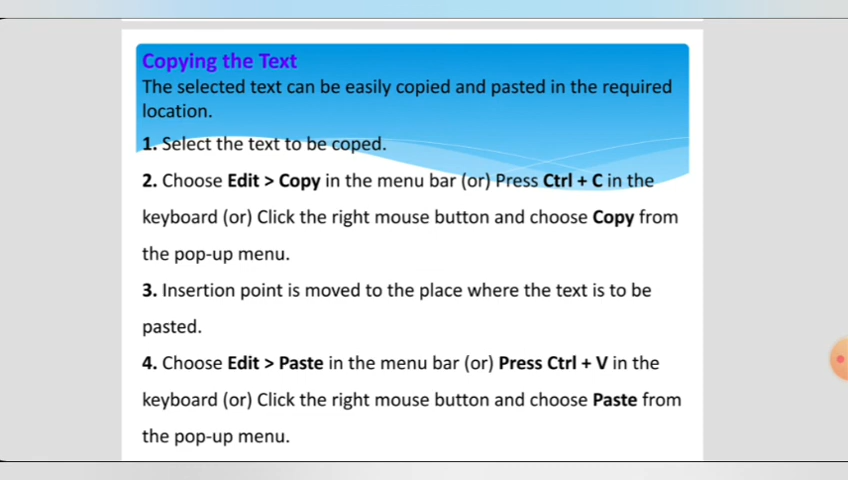 Copying the Text
The selected text can be easily copied and pasted in the required
location.
1. Select the text to be coped.
2. Choose Edit > Copy in the menu bar (or) Press Ctrl + C in the
keyboard (or) Click the right mouse button and choose Copy from
the pop-up menu.
3. Insertion point is moved to the place where the text is to be
pasted.
4. Choose Edit > Paste in the menu bar (or) Press Ctrl + V in the
keyboard (or) Click the right mouse button and choose Paste from
the pop-up menu.